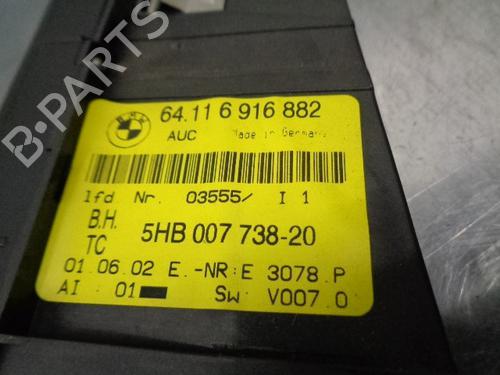 BMW
64.11 6 916 882
AUC Made in Germany
lfd Nr. 03555/ I 1
B.H.
TC 5HB 007 738-20
01.06.02 E.-NR:E 3078.P
AI : 01 Sw: V007.0
B-PARTS